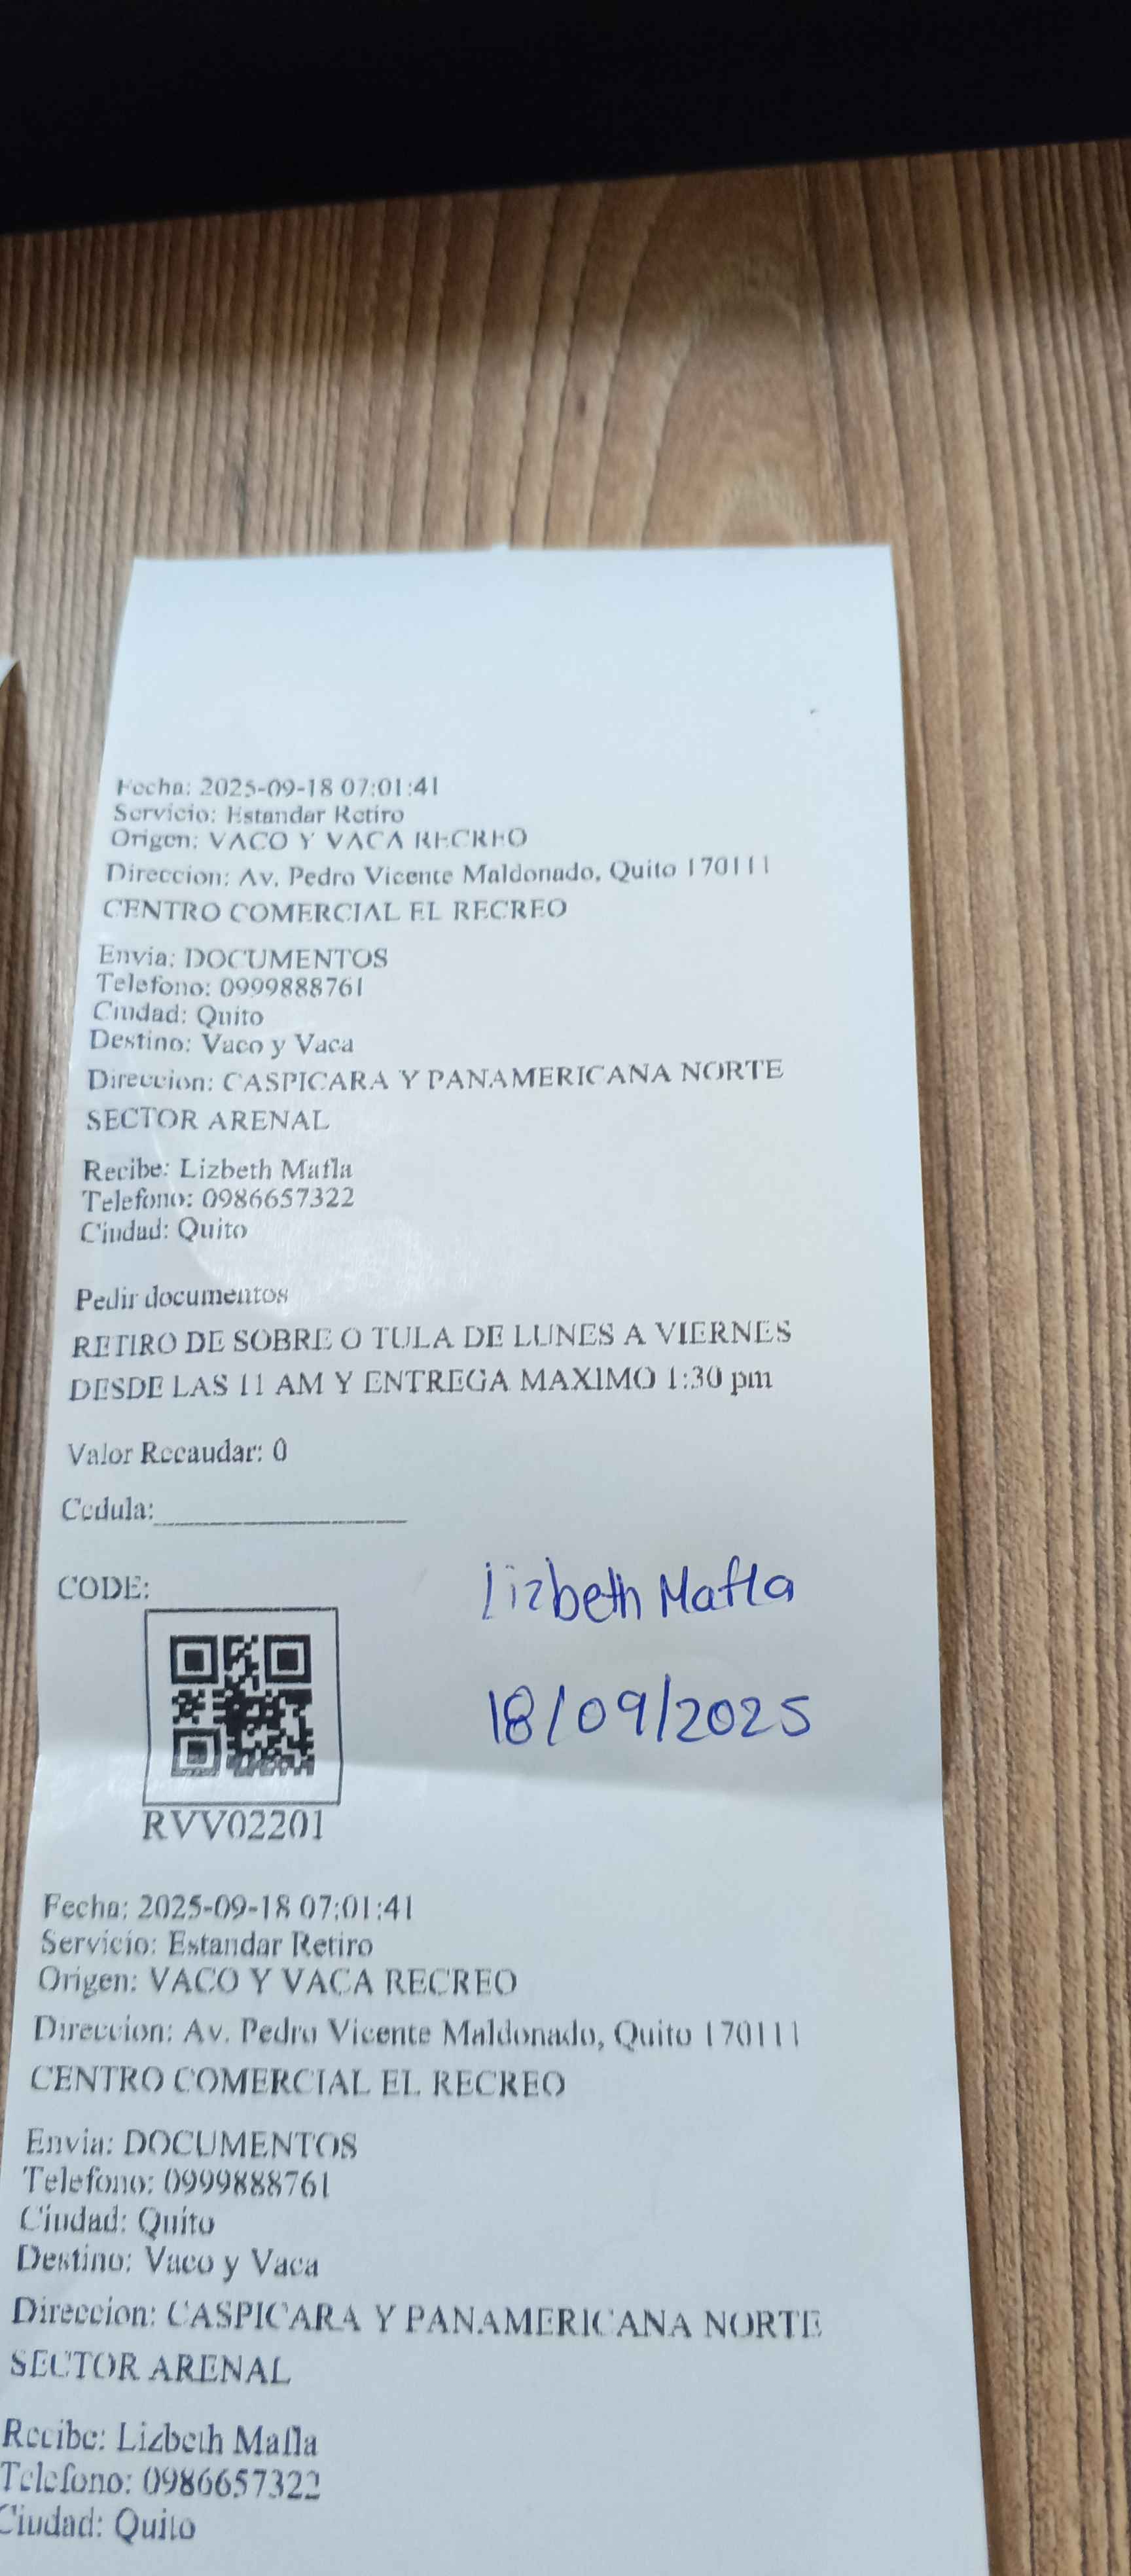 Fecha: 2025-09-18 07:01:41
Servicio: Estandar Retiro
Origen: VACO Y VACA RECREO
Direccion: Av. Pedro Vicente Maldonado, Quito 170111
CENTRO COMERCIAL EL RECREO
Envia: DOCUMENTOS
Telefono: 0999888761
Ciudad: Quito
Destino: Vaco y Vaca
Direccion: CASPICARA Y PANAMERICANA NORTE
SECTOR ARENAL
Recibe: Lizbeth Mafla
Telefono: 0986657322
Ciudad: Quito
Pedir documentos
RETIRO DE SOBRE O TULA DE LUNES A VIERNES
DESDE LAS 11 AM Y ENTREGA MAXIMO 1:30 pm
Valor Recaudar: 0
Cedula:_________________
CODE:
Lizbeth Mafla
18/09/2025
RVV02201
Fecha: 2025-09-18 07:01:41
Servicio: Estandar Retiro
Origen: VACO Y VACA RECREO
Direccion: Av. Pedro Vicente Maldonado, Quito 170111
CENTRO COMERCIAL EL RECREO
Envia: DOCUMENTOS
Telefono: 0999888761
Ciudad: Quito
Destino: Vaco y Vaca
Direccion: CASPICARA Y PANAMERICANA NORTE
SECTOR ARENAL
Recibe: Lizbeth Mafla
Telefono: 0986657322
Ciudad: Quito